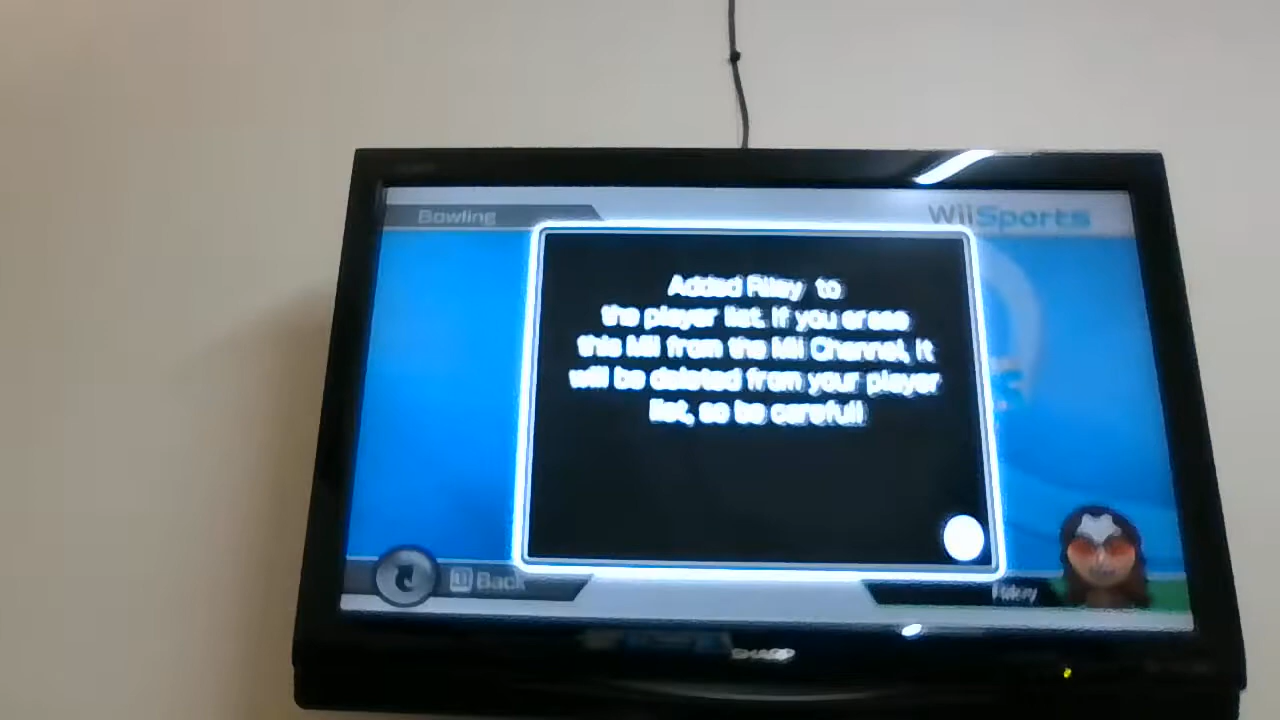 Bowling
WiiSports
Added Riley to
the player list. If you erase
this Mii from the Mii Channel, it
will be deleted from your player
list, so be careful!
Back
Riley
SHARP